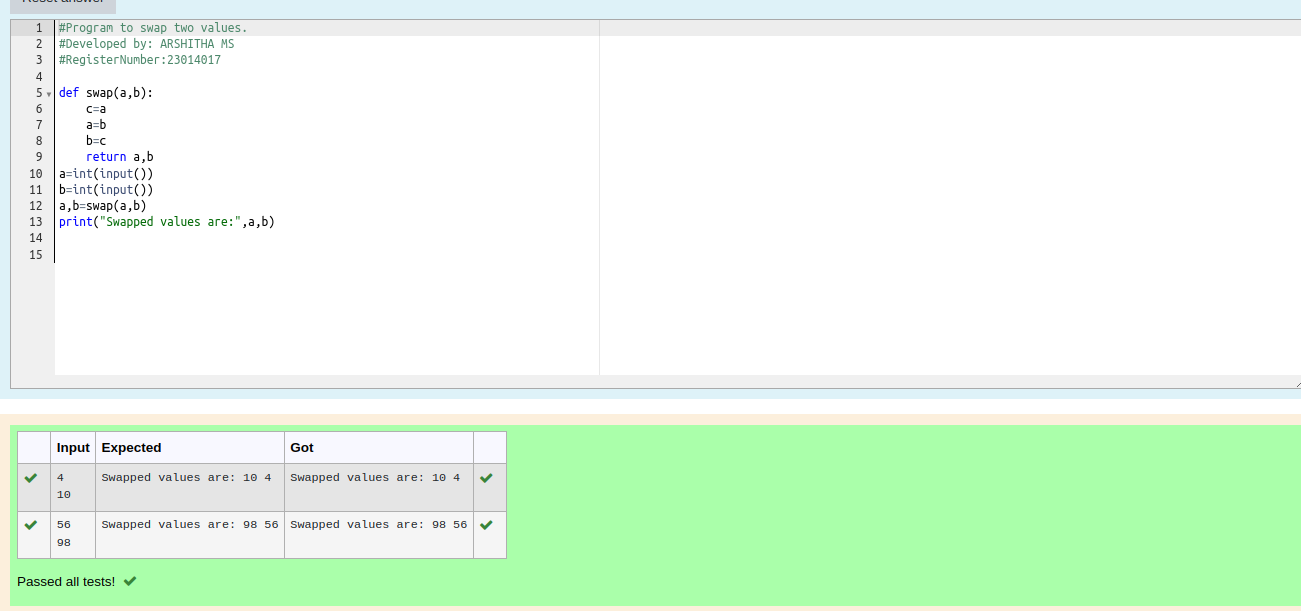 Reset answer
1 #Program to swap two values.
2 #Developed by: ARSHITHA MS
3 #RegisterNumber:23014017
4
5 def swap(a,b):
6     c=a
7     a=b
8     b=c
9     return a,b
10 a=int(input())
11 b=int(input())
12 a,b=swap(a,b)
13 print("Swapped values are:",a,b)
14
15
Input Expected Got
4 Swapped values are: 10 4 Swapped values are: 10 4
10
56 Swapped values are: 98 56 Swapped values are: 98 56
98
Passed all tests!